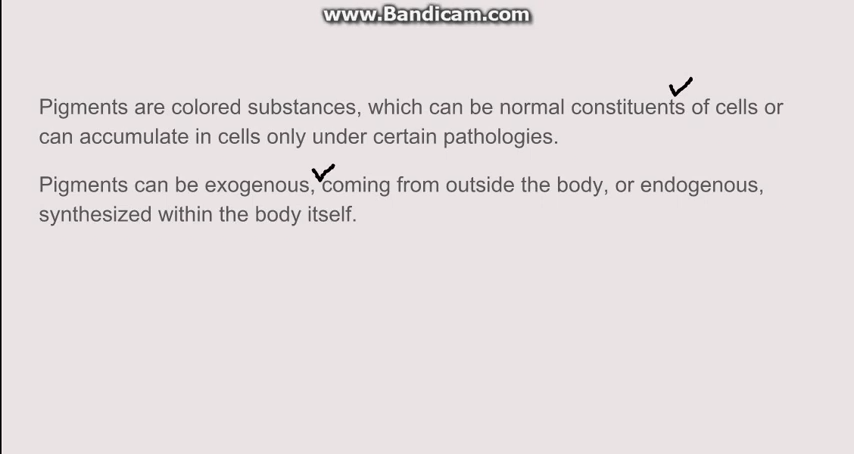 www.Bandicam.com
Pigments are colored substances, which can be normal constituents of cells or
can accumulate in cells only under certain pathologies.
Pigments can be exogenous, coming from outside the body, or endogenous,
synthesized within the body itself.